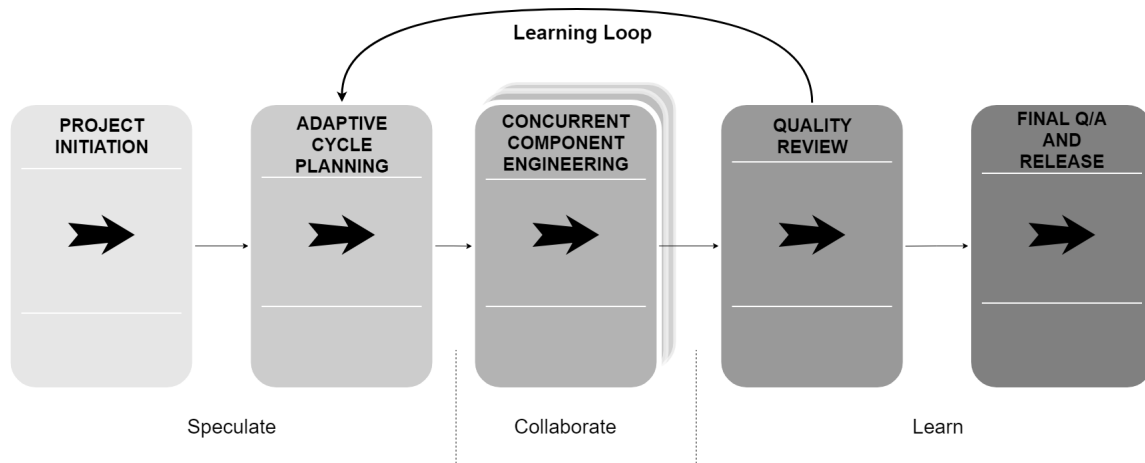 Learning Loop
PROJECT
INITIATION
ADAPTIVE
CYCLE
PLANNING
CONCURRENT
COMPONENT
ENGINEERING
QUALITY
REVIEW
FINAL Q/A
AND
RELEASE
Speculate
Collaborate
Learn